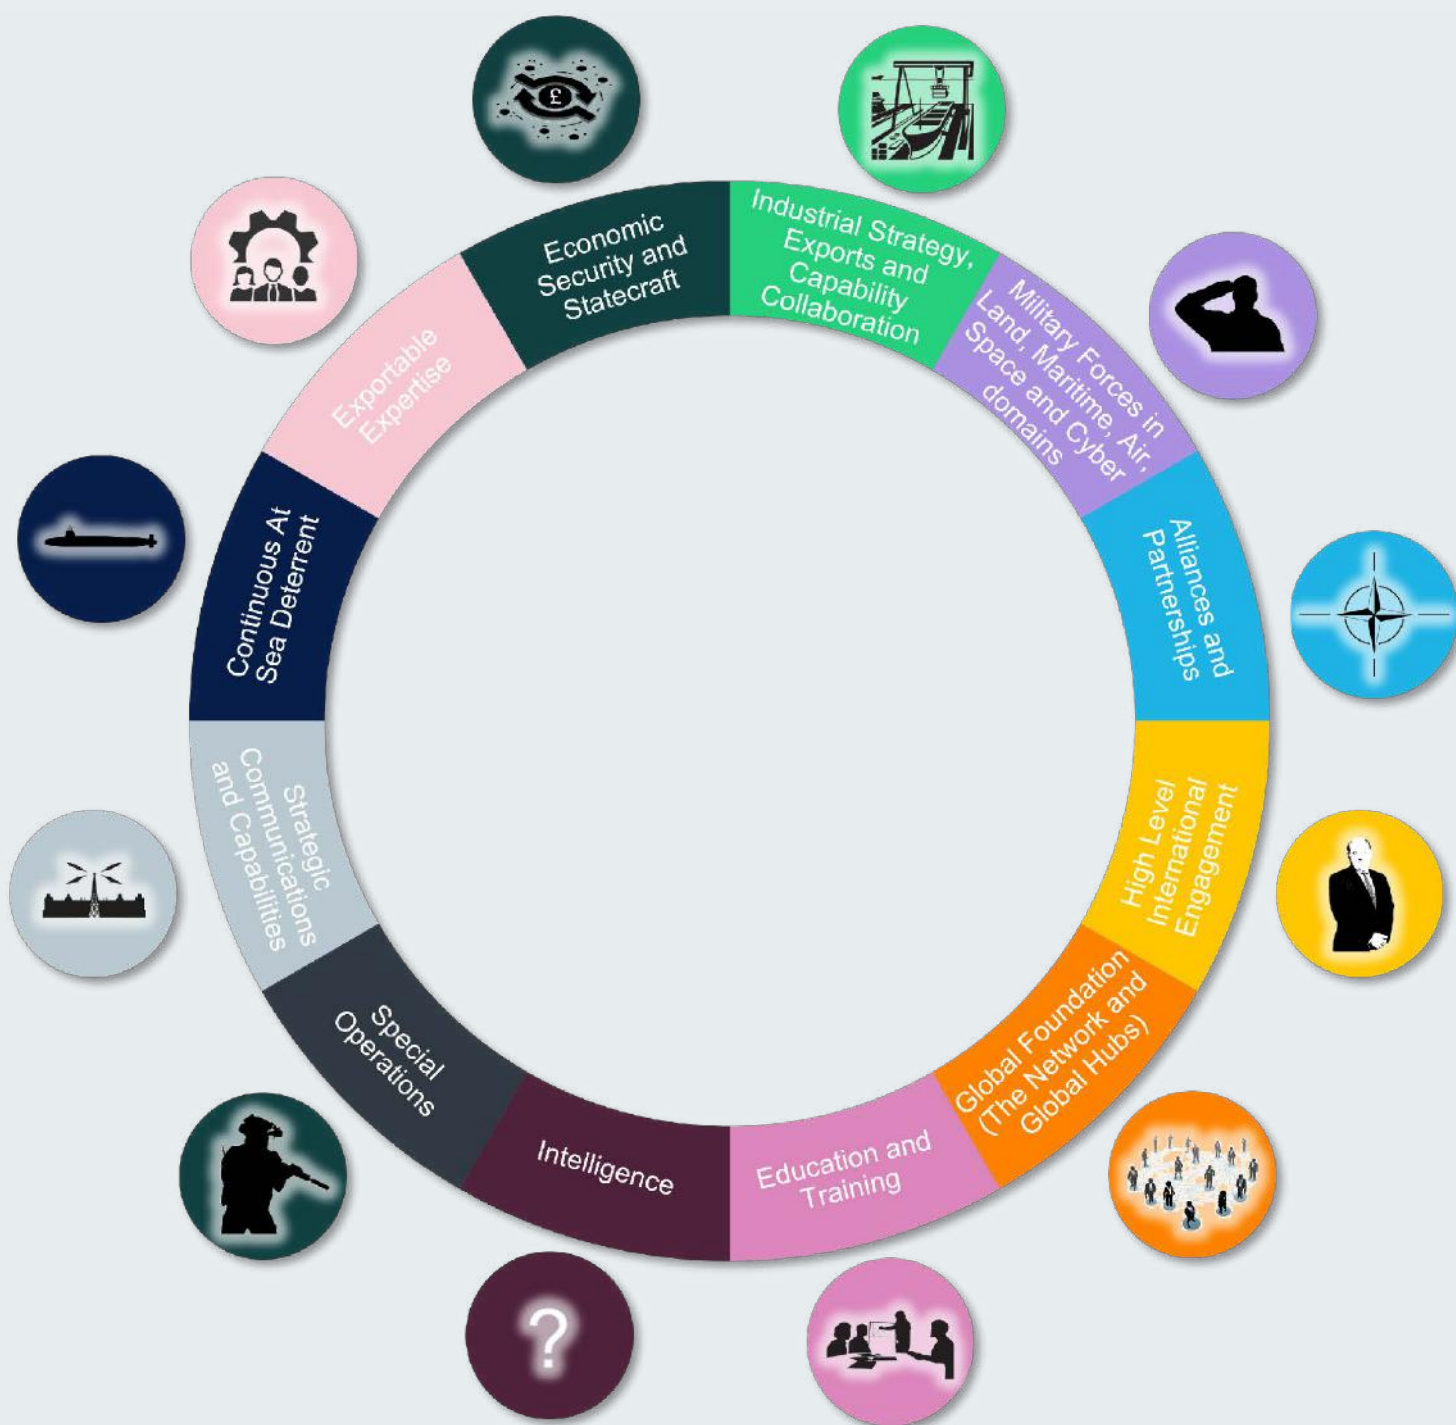 £
Economic
Security and
Statecraft
Industrial Strategy,
Exports and
Capability
Collaboration
Military Forces in
Land, Maritime, Air,
Space and Cyber
domains
Alliances and
Partnerships
High Level
International
Engagement
Global Foundation
(The Network and
Global Hubs)
Education and
Training
Intelligence
?
Special
Operations
Strategic
Communications
and Capabilities
Continuous At
Sea Deterrent
Exportable
Expertise